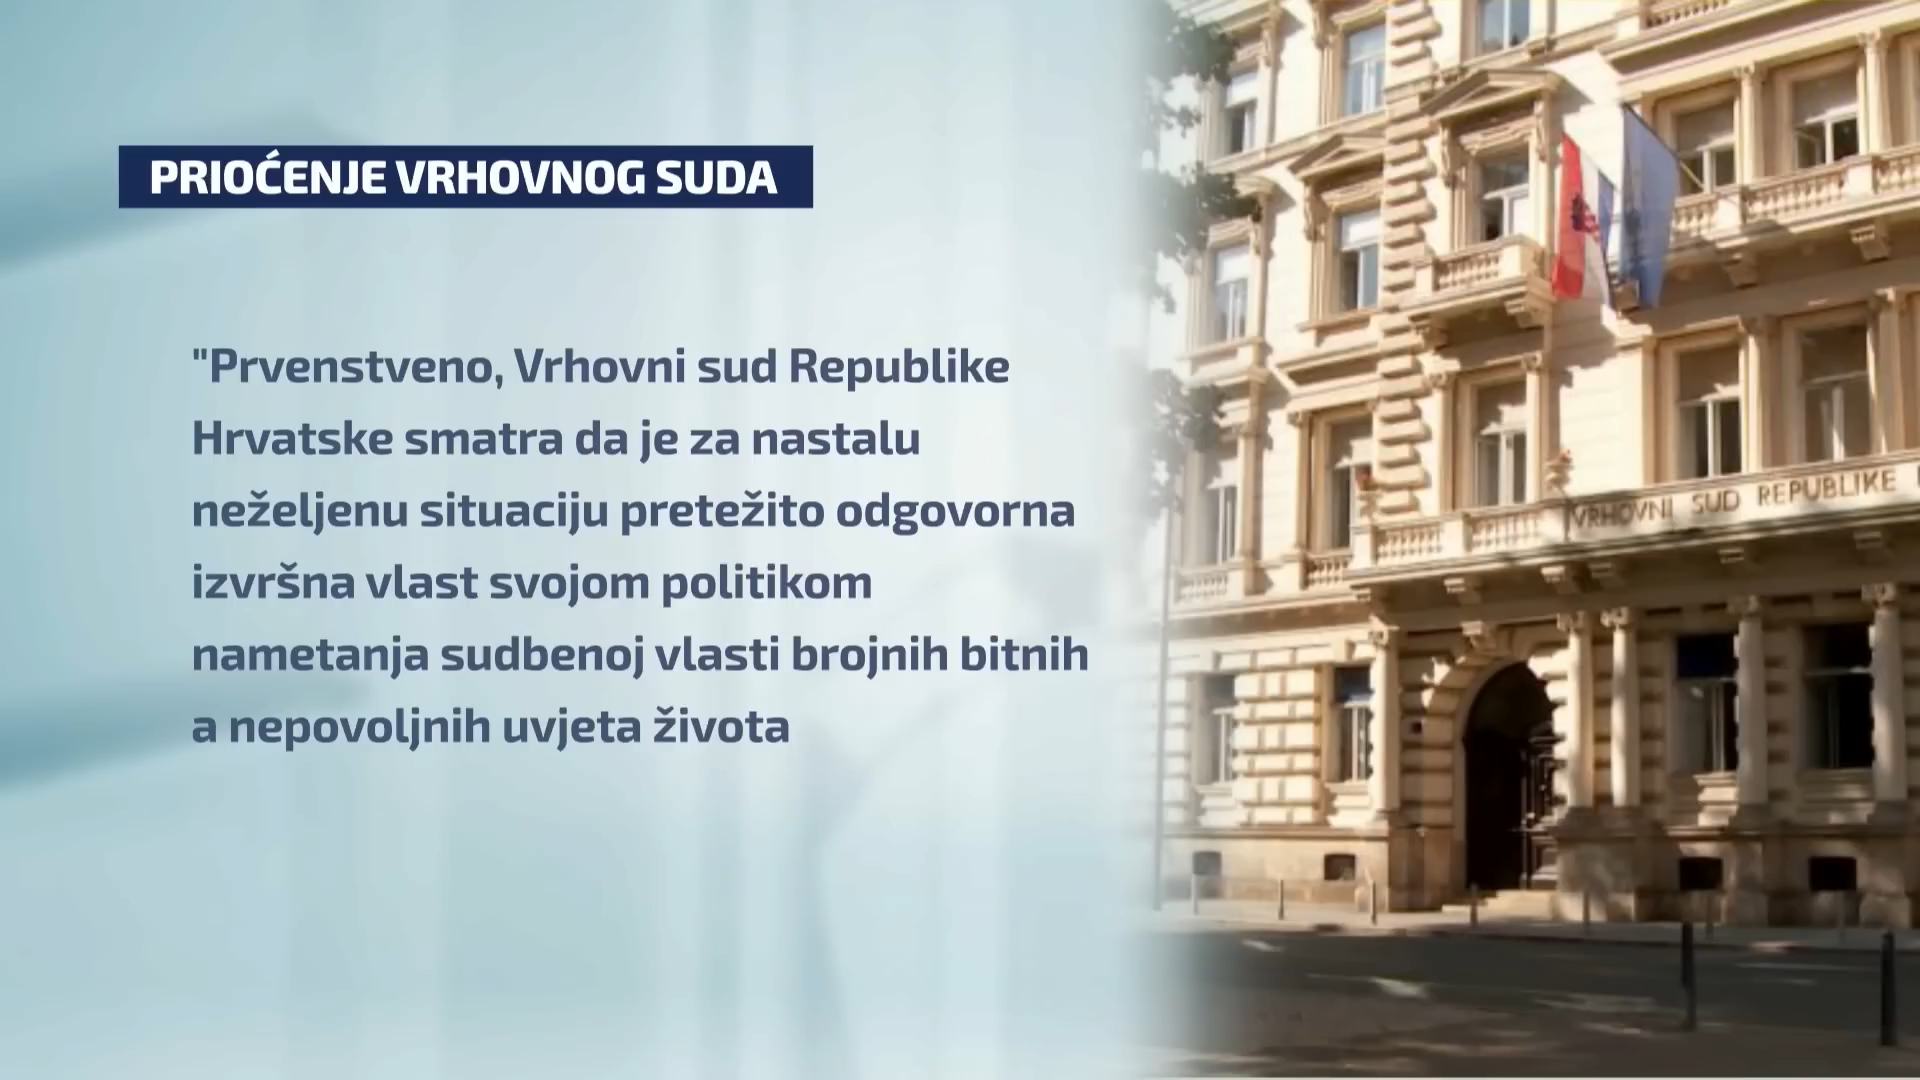 PRIOĆENJE VRHOVNOG SUDA
"Prvenstveno, Vrhovni sud Republike
Hrvatske smatra da je za nastalu
neželjenu situaciju pretežito odgovorna
izvršna vlast svojom politikom
nametanja sudbenoj vlasti brojnih bitnih
a nepovoljnih uvjeta života
VRHOVNI SUD REPUBLIKE